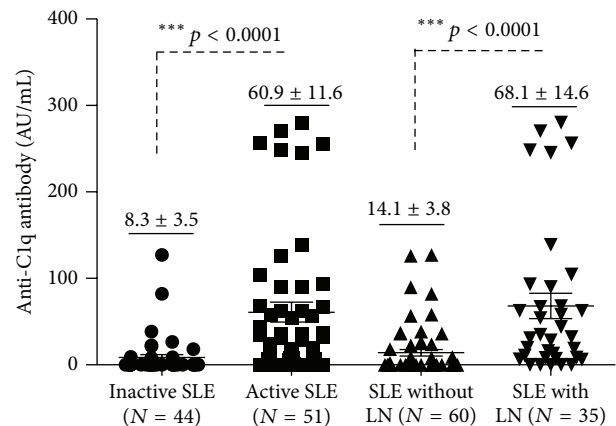 400
300
200
100
0
Anti-C1q antibody (AU/mL)
*** p < 0.0001
*** p < 0.0001
60.9 ± 11.6
68.1 ± 14.6
8.3 ± 3.5
14.1 ± 3.8
Inactive SLE
(N = 44)
Active SLE
(N = 51)
SLE without
LN (N = 60)
SLE with
LN (N = 35)